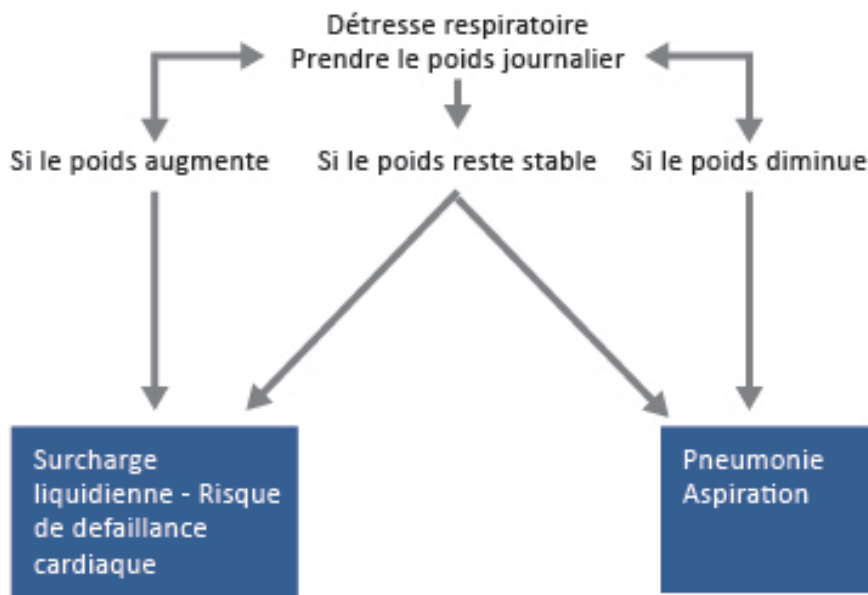 Détresse respiratoire
Prendre le poids journalier
Si le poids augmente
Si le poids reste stable
Si le poids diminue
Surcharge
liquidienne - Risque
de defaillance
cardiaque
Pneumonie
Aspiration